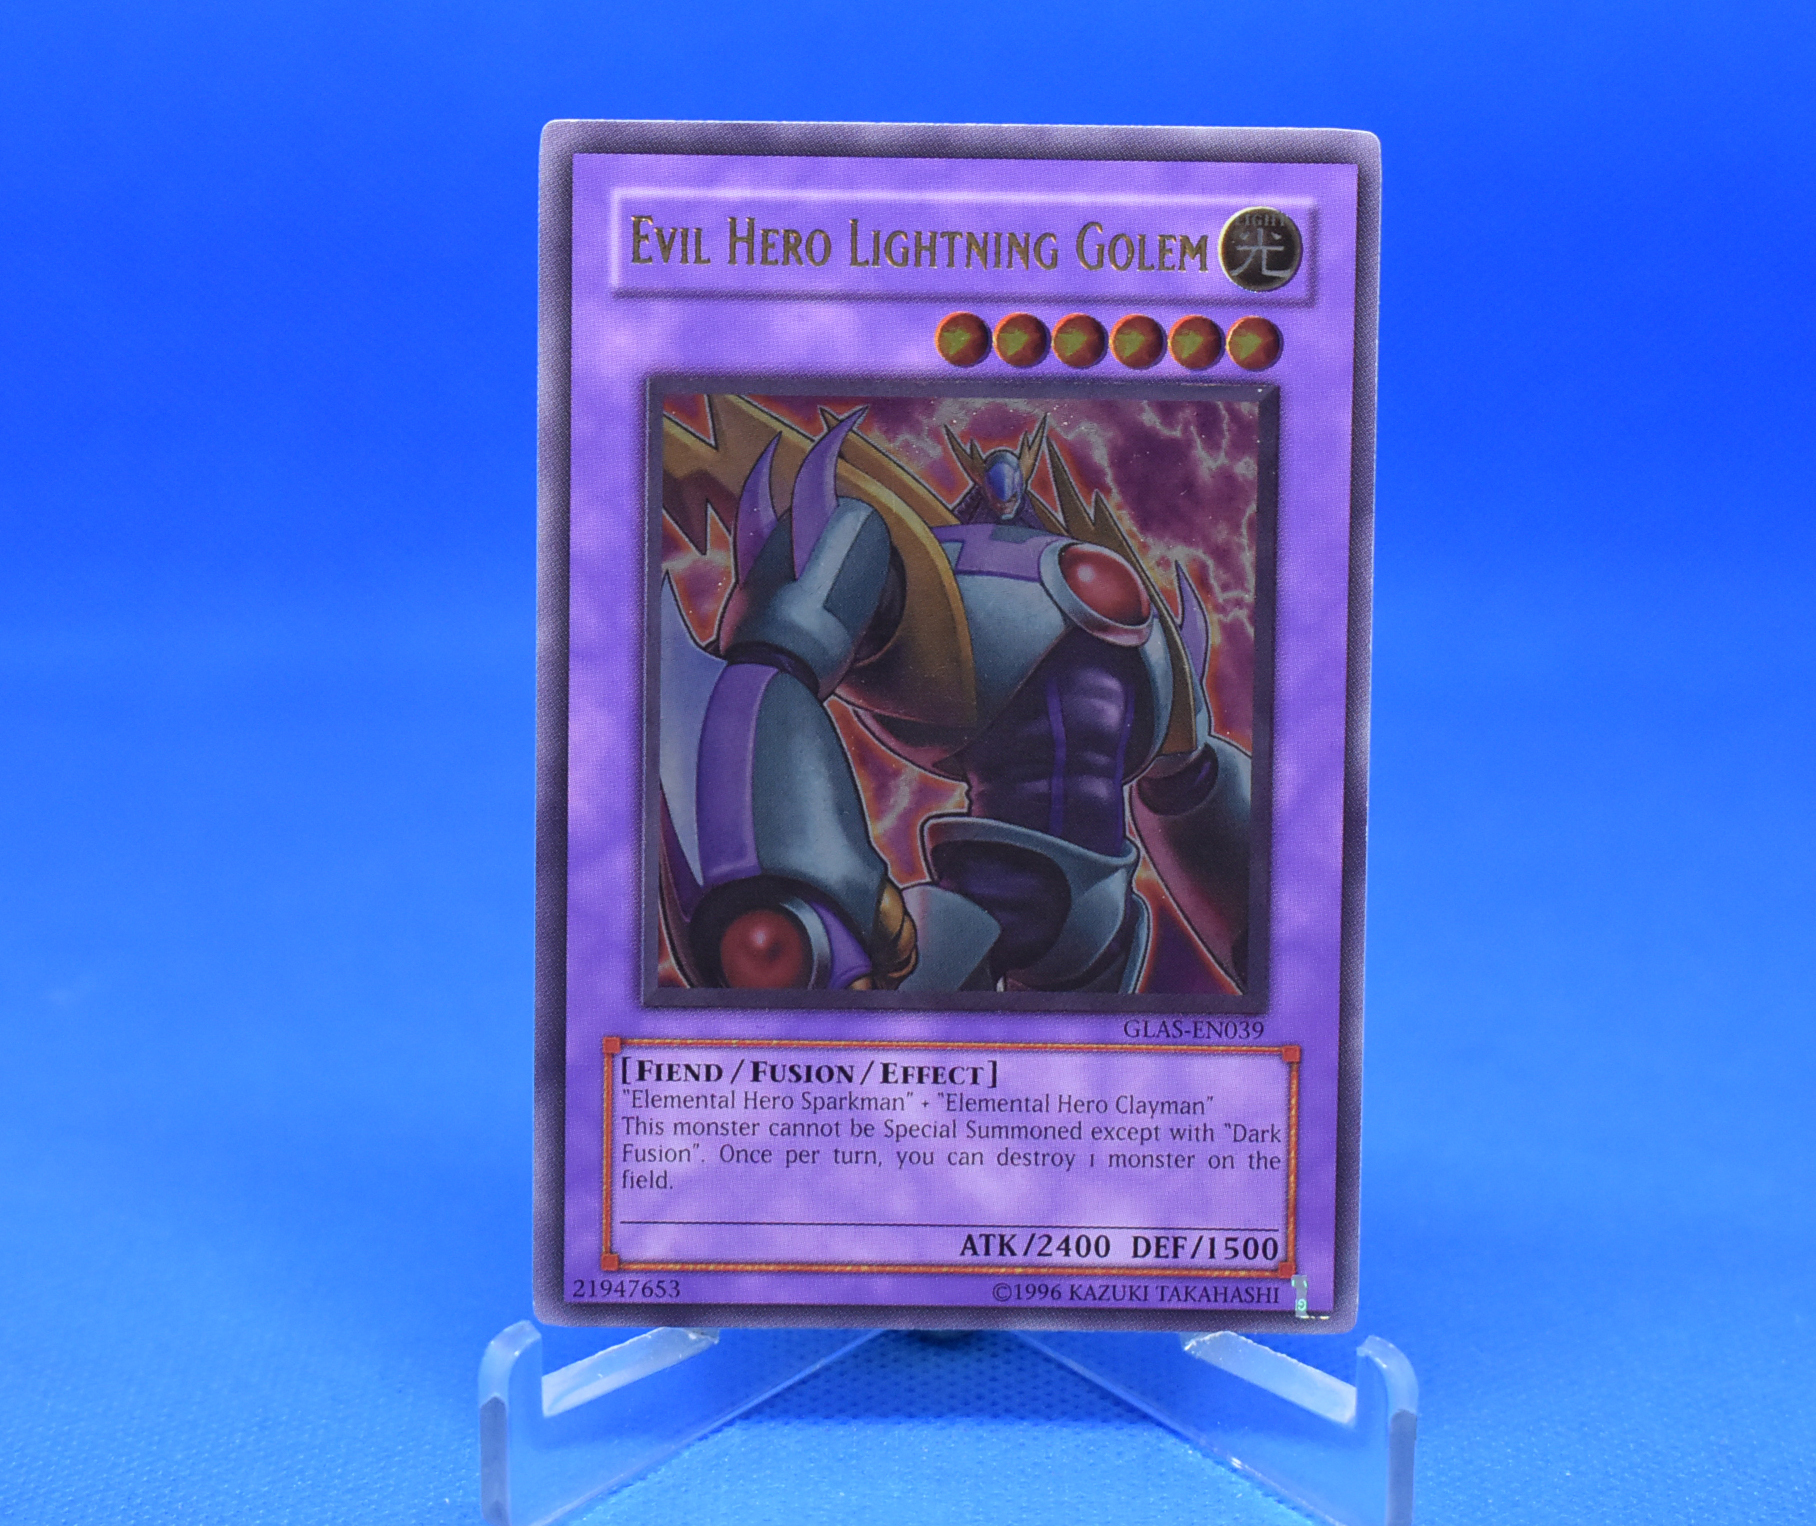 EVIL HERO LIGHTNING GOLEM
LIGHT
光
GLAS-EN039
[FIEND/FUSION/EFFECT]
"Elemental Hero Sparkman" + "Elemental Hero Clayman"
This monster cannot be Special Summoned except with "Dark
Fusion". Once per turn, you can destroy 1 monster on the
field.
ATK/2400 DEF/1500
21947653 ©1996 KAZUKI TAKAHASHI